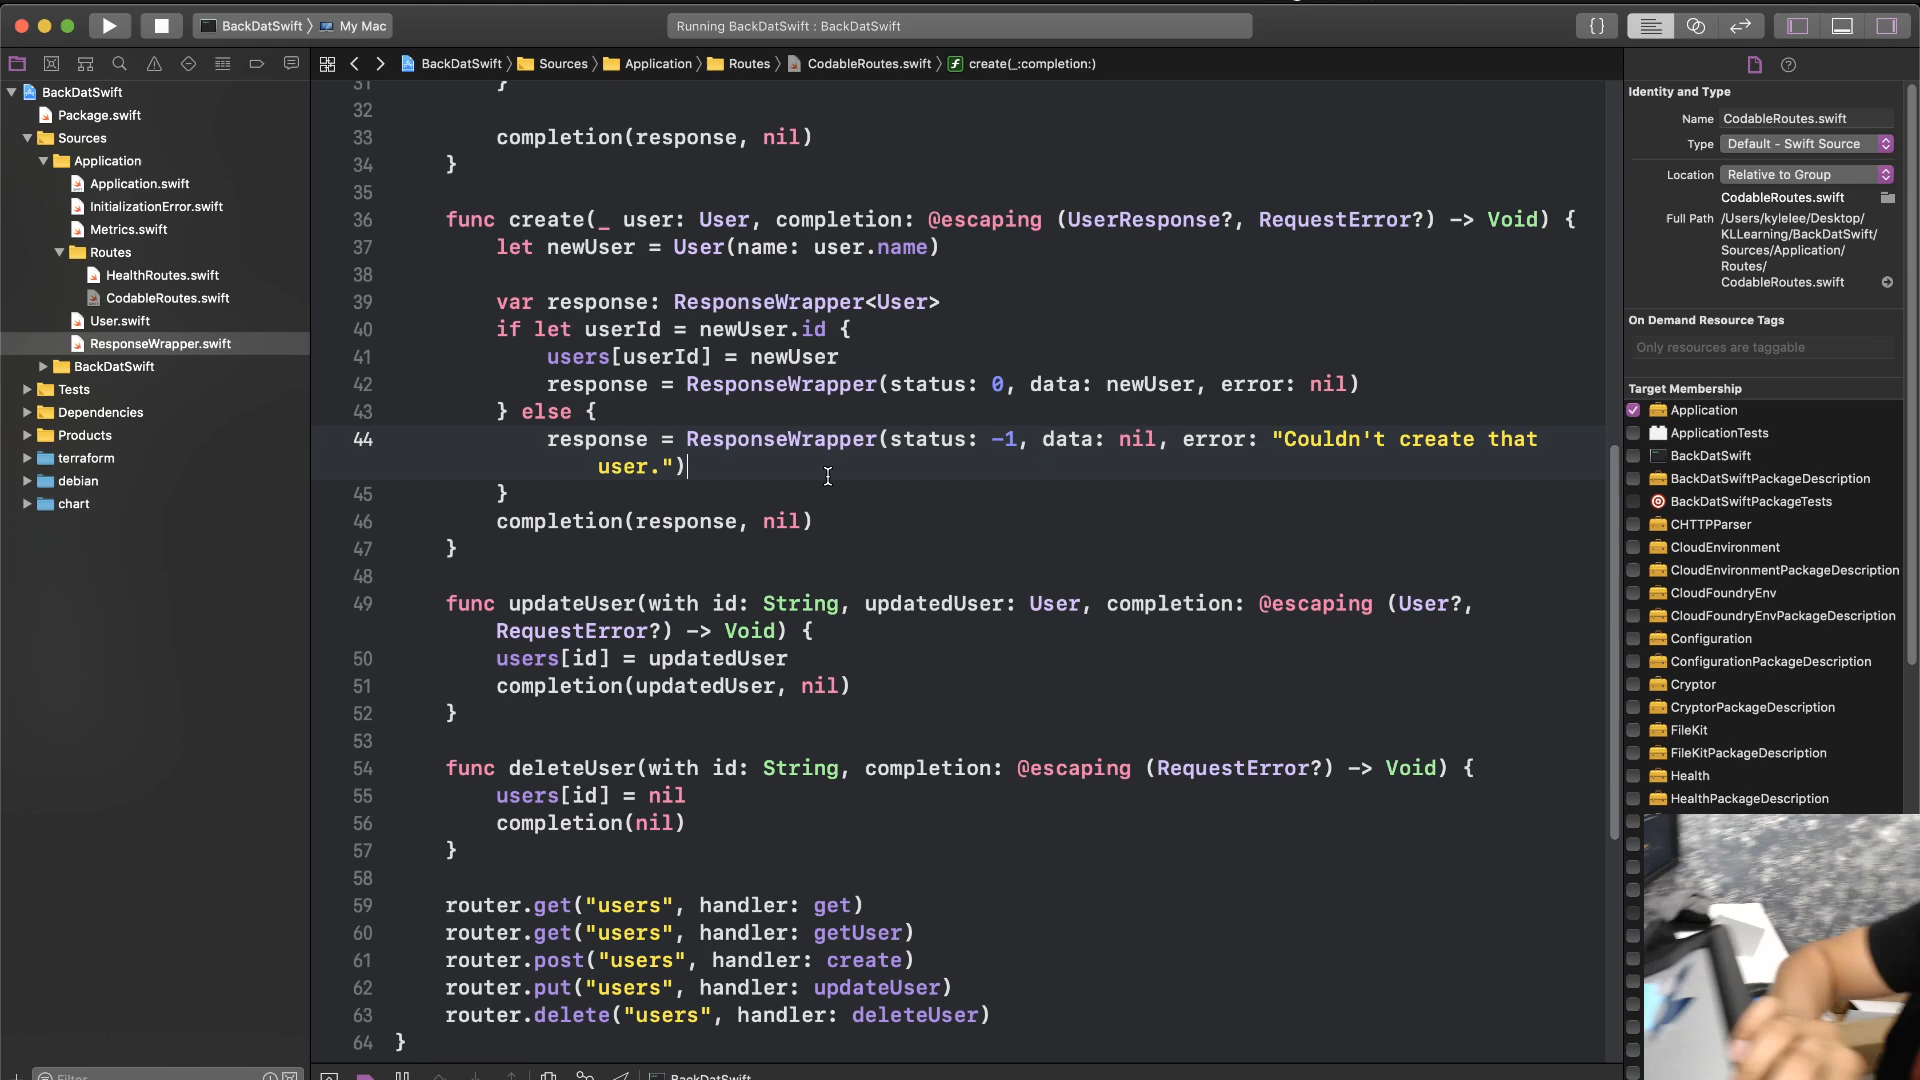 BackDatSwift
My Mac
Running BackDatSwift : BackDatSwift
BackDatSwift
Sources
Application
Routes
CodableRoutes.swift
create(_:completion:)
BackDatSwift
Package.swift
Sources
Application
Application.swift
InitializationError.swift
Metrics.swift
Routes
HealthRoutes.swift
CodableRoutes.swift
User.swift
ResponseWrapper.swift
BackDatSwift
Tests
Dependencies
Products
terraform
debian
chart
Filter
31 }
32
33 completion(response, nil)
34 }
35
36 func create(_ user: User, completion: @escaping (UserResponse?, RequestError?) -> Void) {
37 let newUser = User(name: user.name)
38
39 var response: ResponseWrapper<User>
40 if let userId = newUser.id {
41 users[userId] = newUser
42 response = ResponseWrapper(status: 0, data: newUser, error: nil)
43 } else {
44 response = ResponseWrapper(status: -1, data: nil, error: "Couldn't create that
user.")
45 }
46 completion(response, nil)
47 }
48
49 func updateUser(with id: String, updatedUser: User, completion: @escaping (User?,
RequestError?) -> Void) {
50 users[id] = updatedUser
51 completion(updatedUser, nil)
52 }
53
54 func deleteUser(with id: String, completion: @escaping (RequestError?) -> Void) {
55 users[id] = nil
56 completion(nil)
57 }
58
59 router.get("users", handler: get)
60 router.get("users", handler: getUser)
61 router.post("users", handler: create)
62 router.put("users", handler: updateUser)
63 router.delete("users", handler: deleteUser)
64 }
BackDatSwift
Identity and Type
Name CodableRoutes.swift
Type Default - Swift Source
Location Relative to Group
CodableRoutes.swift
Full Path /Users/kylelee/Desktop/
KLLearning/BackDatSwift/
Sources/Application/
Routes/
CodableRoutes.swift
On Demand Resource Tags
Only resources are taggable
Target Membership
Application
ApplicationTests
BackDatSwift
BackDatSwiftPackageDescription
BackDatSwiftPackageTests
CHTTPParser
CloudEnvironment
CloudEnvironmentPackageDescription
CloudFoundryEnv
CloudFoundryEnvPackageDescription
Configuration
ConfigurationPackageDescription
Cryptor
CryptorPackageDescription
FileKit
FileKitPackageDescription
Health
HealthPackageDescription